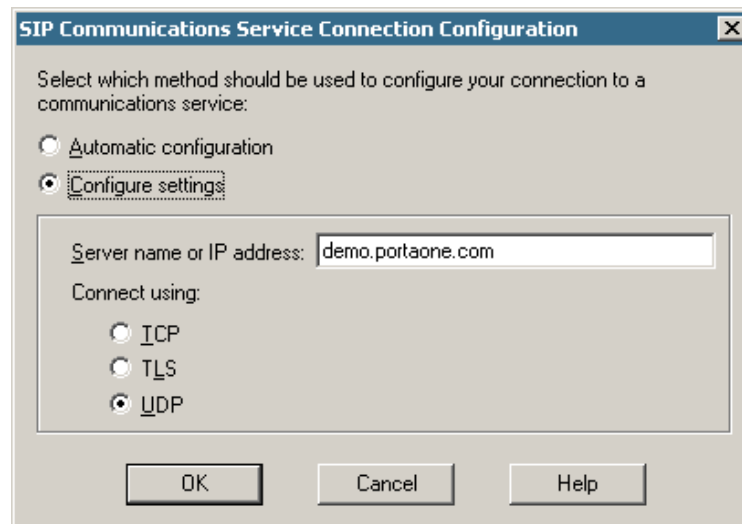 SIP Communications Service Connection Configuration
Select which method should be used to configure your connection to a
communications service:
Automatic configuration
Configure settings
Server name or IP address: demo.portaone.com
Connect using:
TCP
TLS
UDP
OK Cancel Help